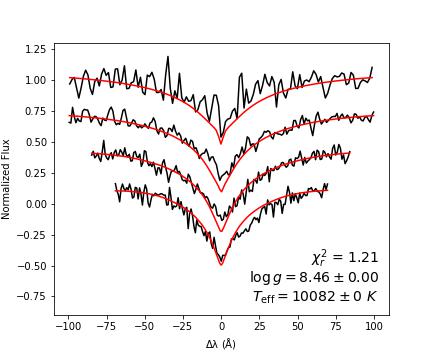 1.25
1.00
0.75
0.50
0.25
0.00
−0.25
−0.50
−0.75
Normalized Flux
χ²ᵣ = 1.21
log g = 8.46 ± 0.00
T_eff = 10082 ± 0 K
−100 −75 −50 −25 0 25 50 75 100
Δλ (Å)